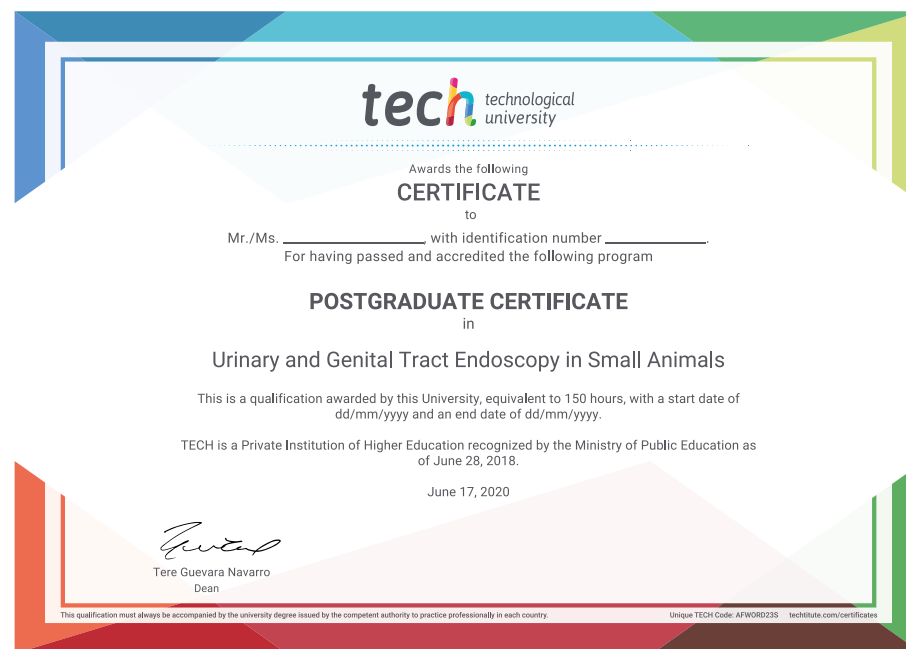 tech technological
university
Awards the following
CERTIFICATE
to
Mr./Ms. ____________________, with identification number ______________.
For having passed and accredited the following program
POSTGRADUATE CERTIFICATE
in
Urinary and Genital Tract Endoscopy in Small Animals
This is a qualification awarded by this University, equivalent to 150 hours, with a start date of
dd/mm/yyyy and an end date of dd/mm/yyyy.
TECH is a Private Institution of Higher Education recognized by the Ministry of Public Education as
of June 28, 2018.
June 17, 2020
Tere Guevara Navarro
Dean
This qualification must always be accompanied by the university degree issued by the competent authority to practice professionally in each country. Unique TECH Code: AFWORD23S techtitute.com/certificates